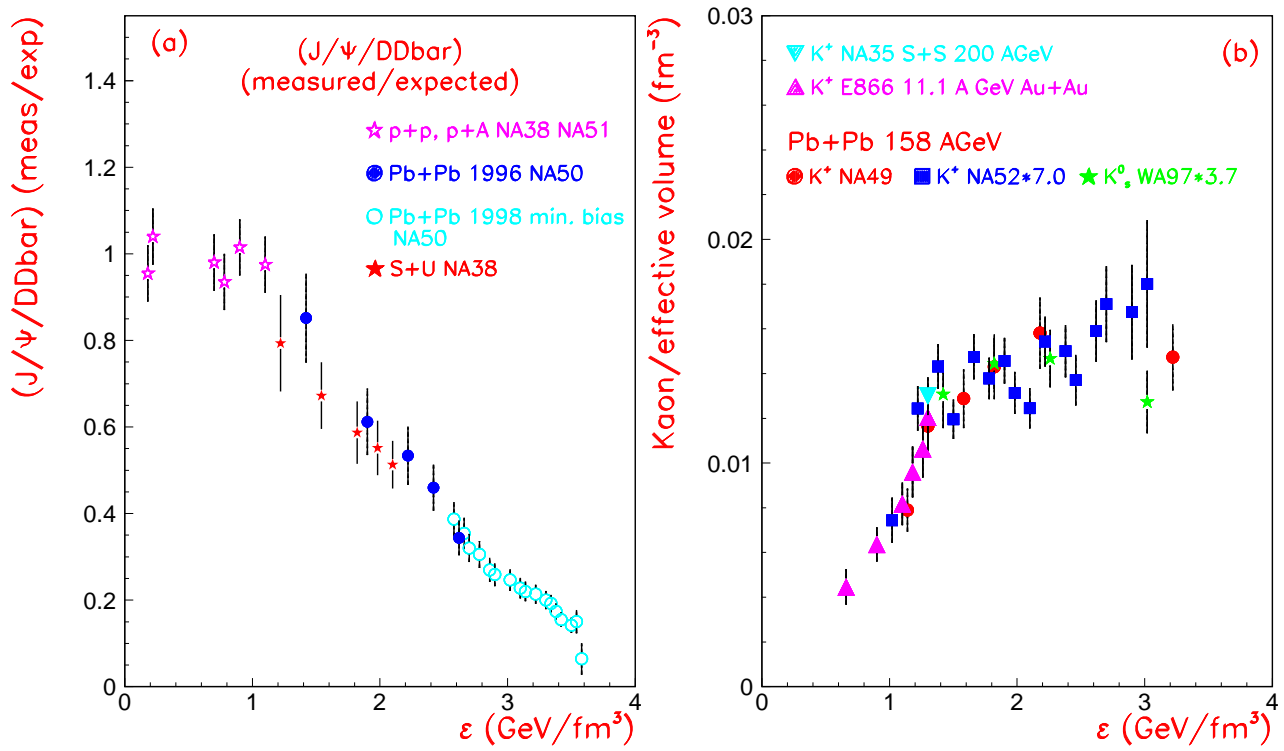 (J/Ψ/DDbar) (meas/exp)
(a)
(J/Ψ/DDbar)
(measured/expected)
p+p, p+A NA38 NA51
Pb+Pb 1996 NA50
Pb+Pb 1998 min. bias
NA50
S+U NA38
1.4
1.2
1
0.8
0.6
0.4
0.2
0
0 1 2 3 4
ε (GeV/fm³)
Kaon/effective volume (fm⁻³)
(b)
K⁺ NA35 S+S 200 AGeV
K⁺ E866 11.1 A GeV Au+Au
Pb+Pb 158 AGeV
K⁺ NA49 K⁺ NA52*7.0 K⁰ₛ WA97*3.7
0.03
0.02
0.01
0
0 1 2 3 4
ε (GeV/fm³)